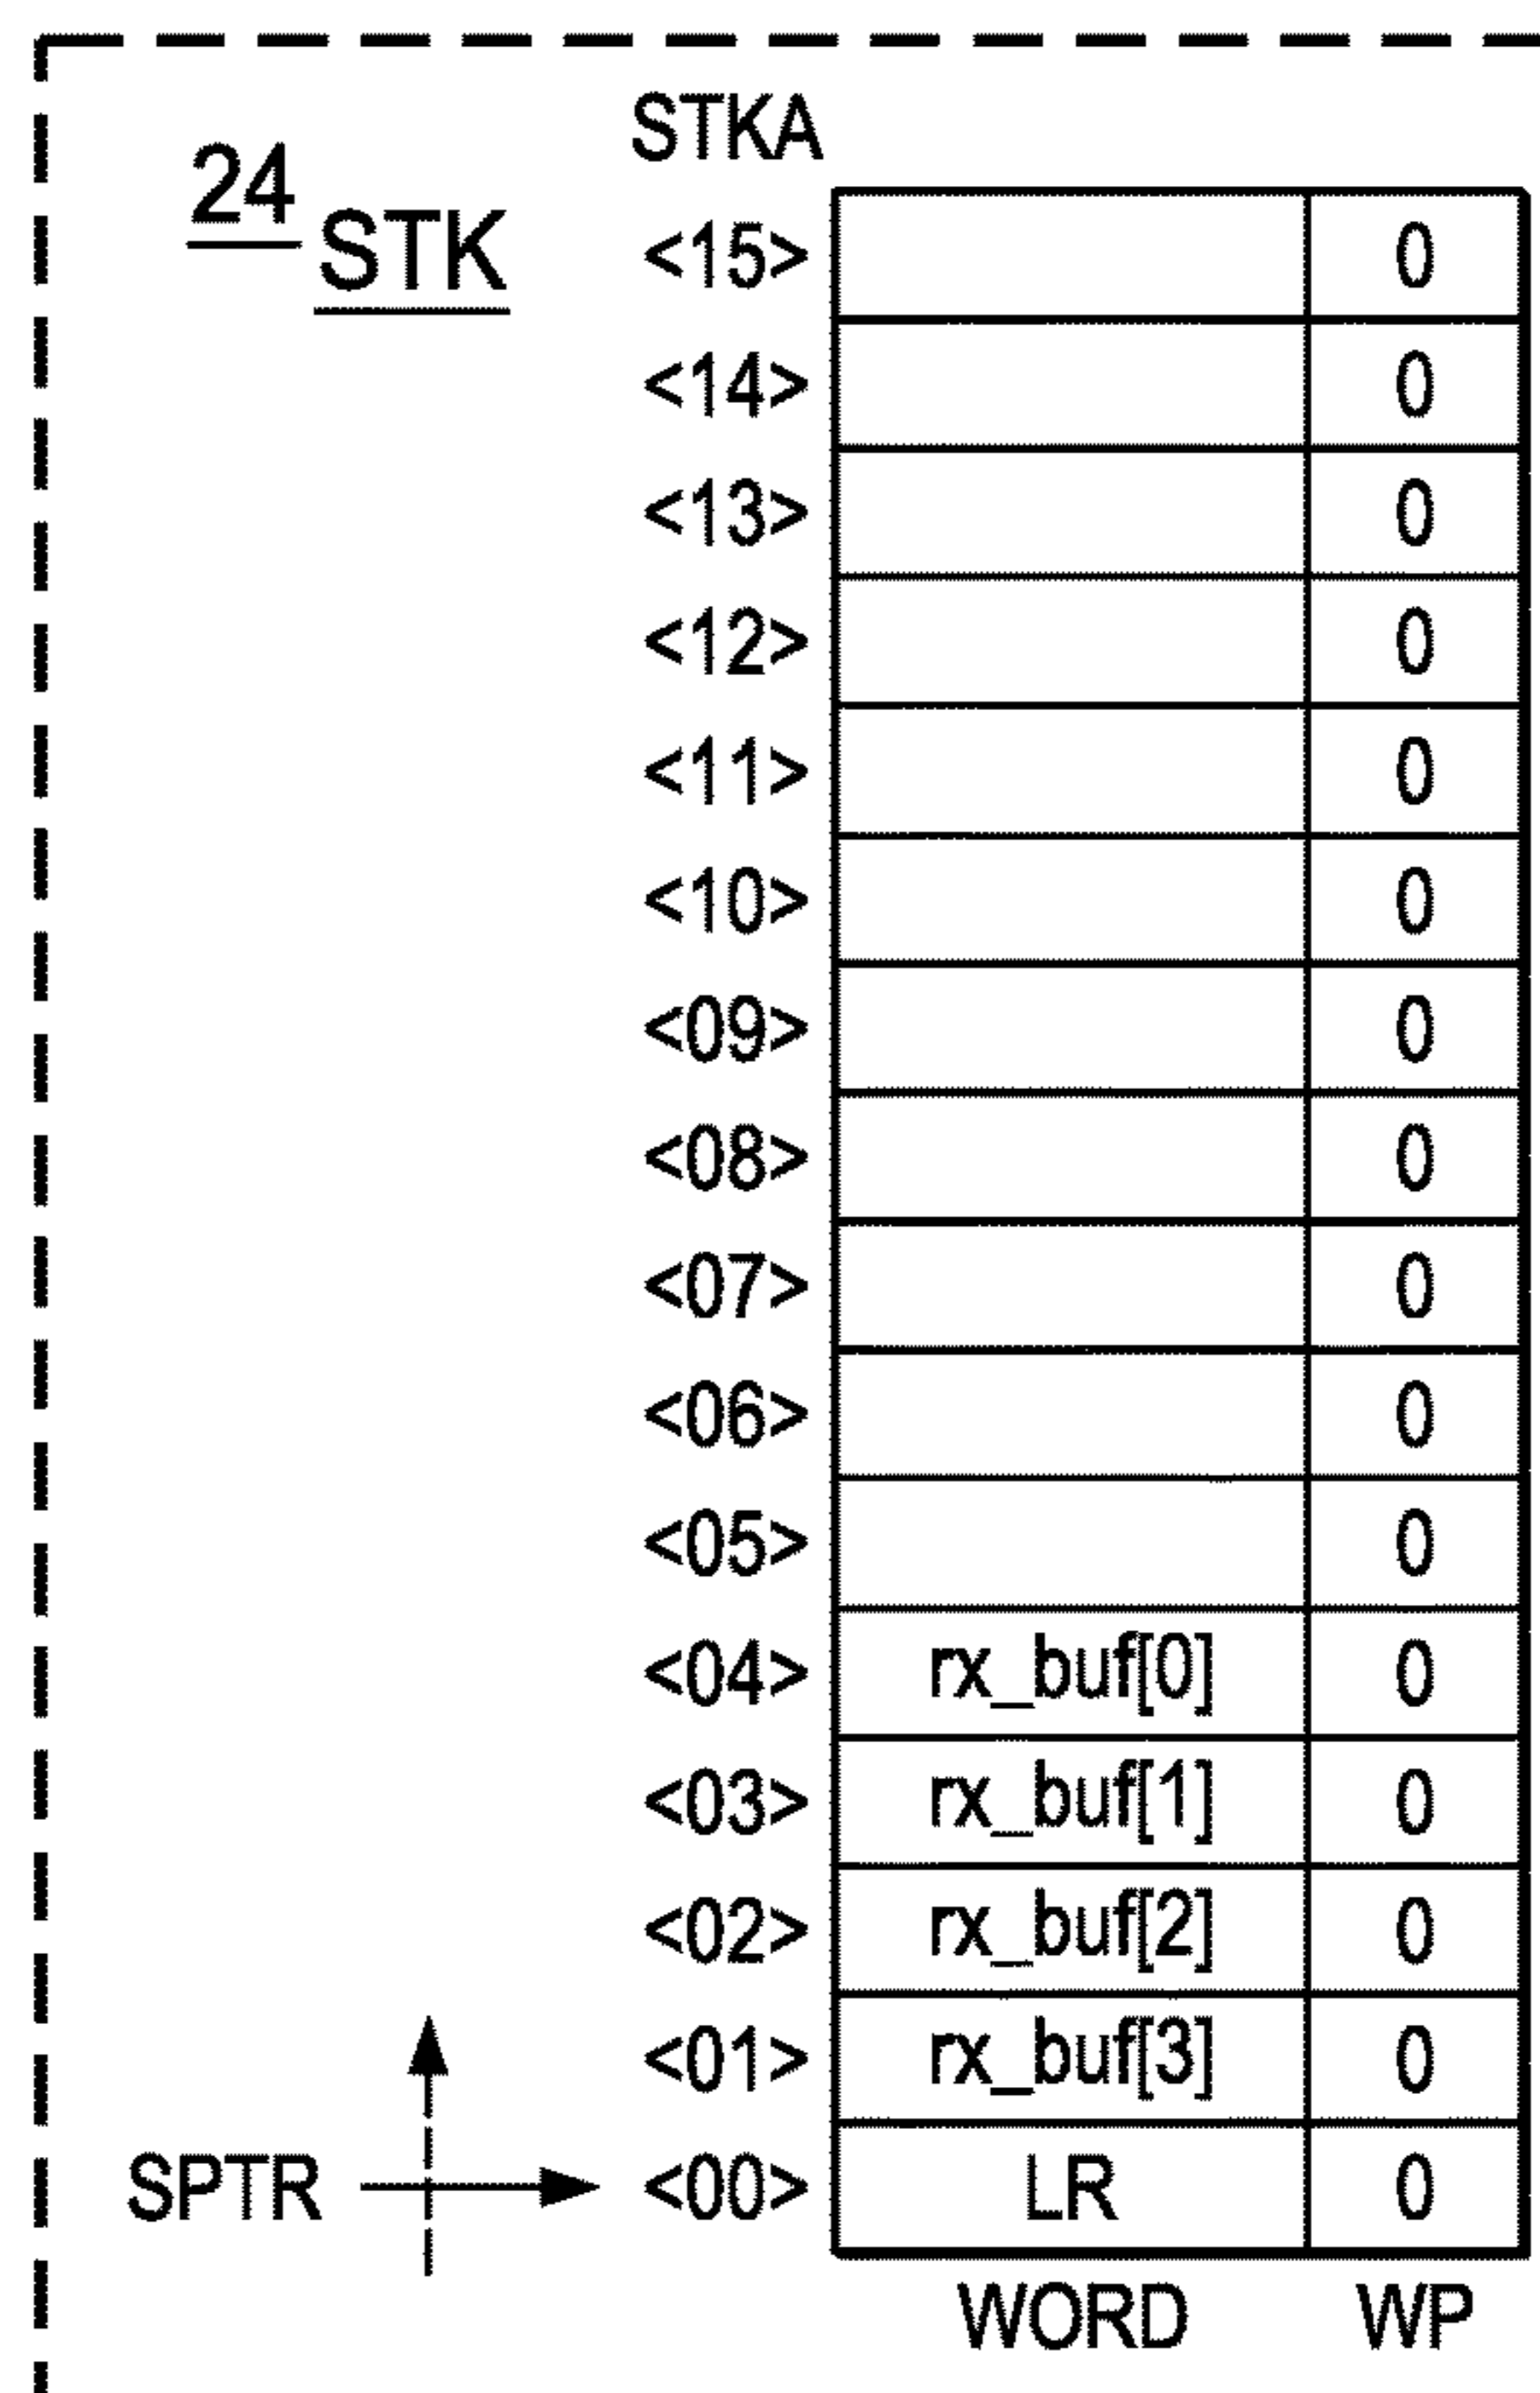 STKA
24
STK
<15> 0
<14> 0
<13> 0
<12> 0
<11> 0
<10> 0
<09> 0
<08> 0
<07> 0
<06> 0
<05> 0
<04> rx_buf[0] 0
<03> rx_buf[1] 0
<02> rx_buf[2] 0
<01> rx_buf[3] 0
SPTR <00> LR 0
WORD WP